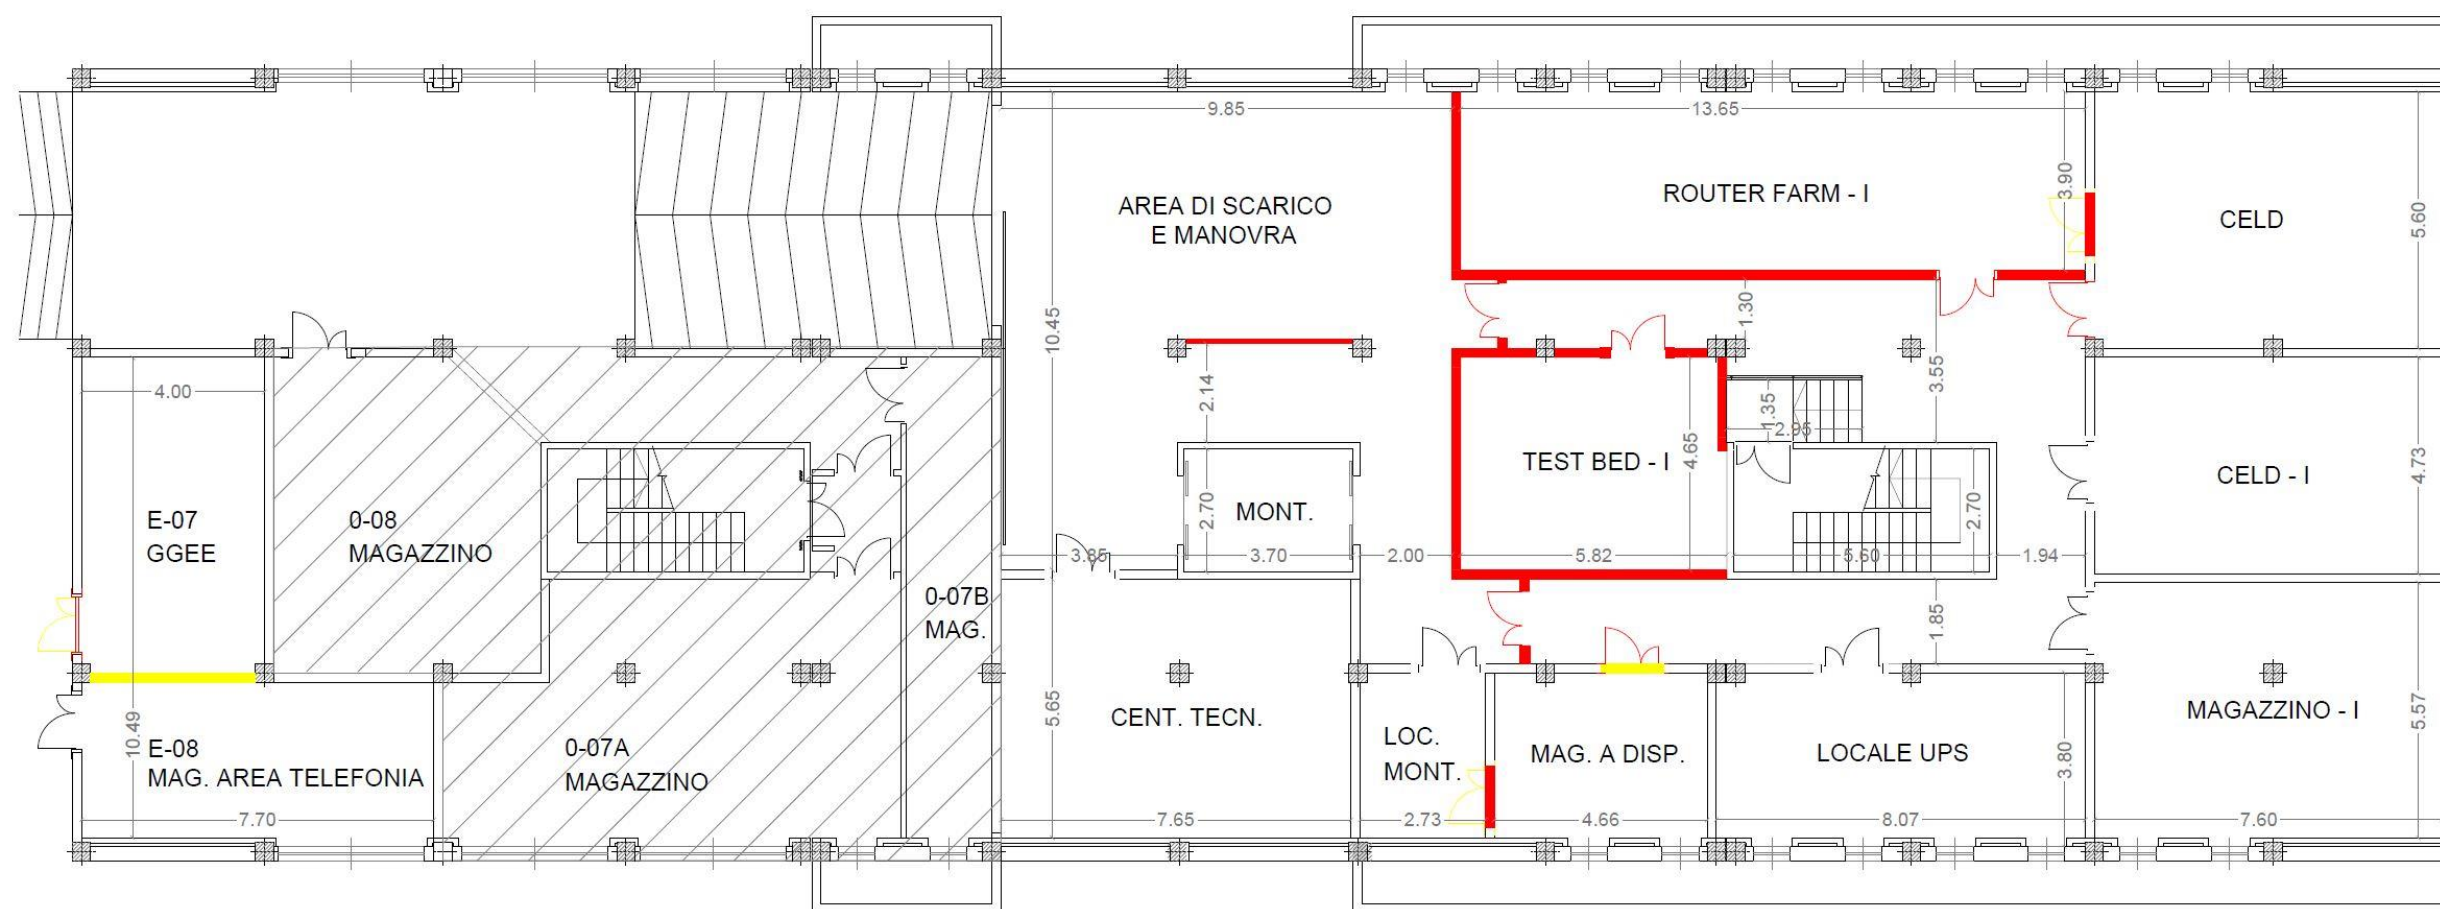 9.85
13.65
AREA DI SCARICO
E MANOVRA
ROUTER FARM - I
3.90
CELD
5.60
10.45
1.30
4.00
2.14
3.55
1.35
2.95
TEST BED - I
4.65
CELD - I
4.73
E-07
GGEE
0-08
MAGAZZINO
MONT.
2.70
2.70
3.85
3.70
2.00
5.82
5.60
1.94
0-07B
MAG.
1.85
10.49
E-08
MAG. AREA TELEFONIA
0-07A
MAGAZZINO
5.65
CENT. TECN.
LOC.
MONT.
MAG. A DISP.
LOCALE UPS
3.80
MAGAZZINO - I
5.57
7.70
7.65
2.73
4.66
8.07
7.60